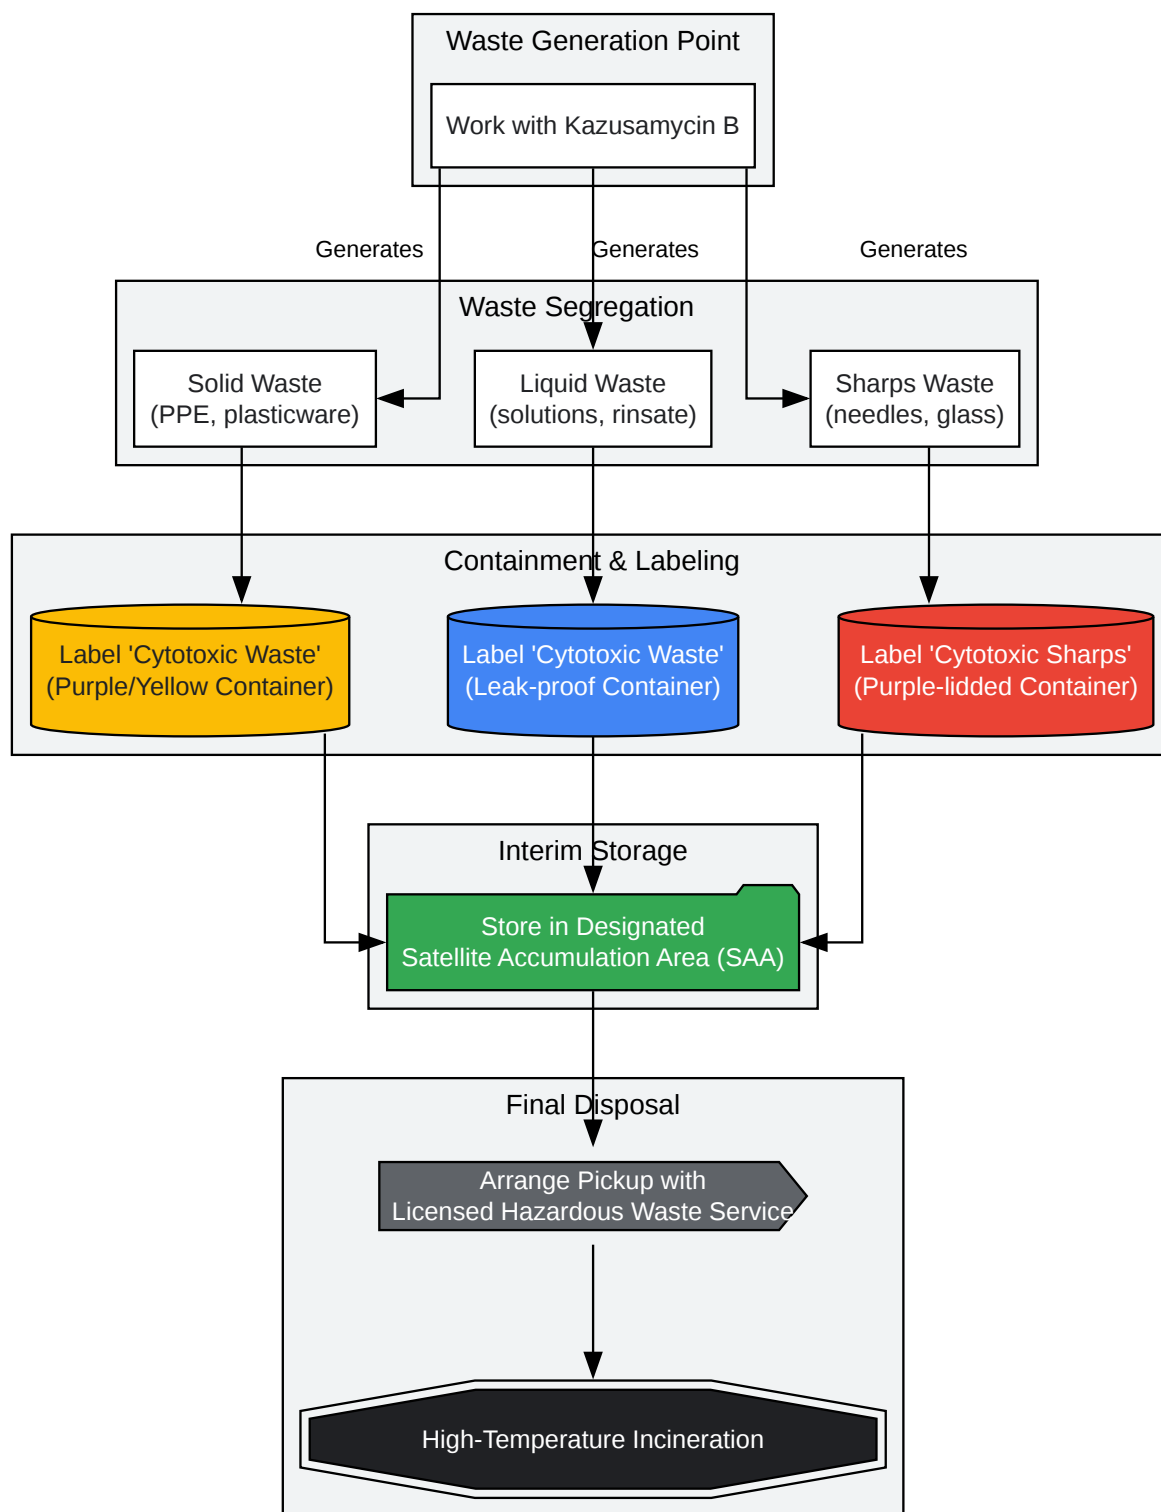 Waste Generation Point
Work with Kazusamycin B
Generates
Generates
Generates
Waste Segregation
Solid Waste
(PPE, plasticware)
Liquid Waste
(solutions, rinsate)
Sharps Waste
(needles, glass)
Containment & Labeling
Label 'Cytotoxic Waste'
(Purple/Yellow Container)
Label 'Cytotoxic Waste'
(Leak-proof Container)
Label 'Cytotoxic Sharps'
(Purple-lidded Container)
Interim Storage
Store in Designated
Satellite Accumulation Area (SAA)
Final Disposal
Arrange Pickup with
Licensed Hazardous Waste Service
High-Temperature Incineration